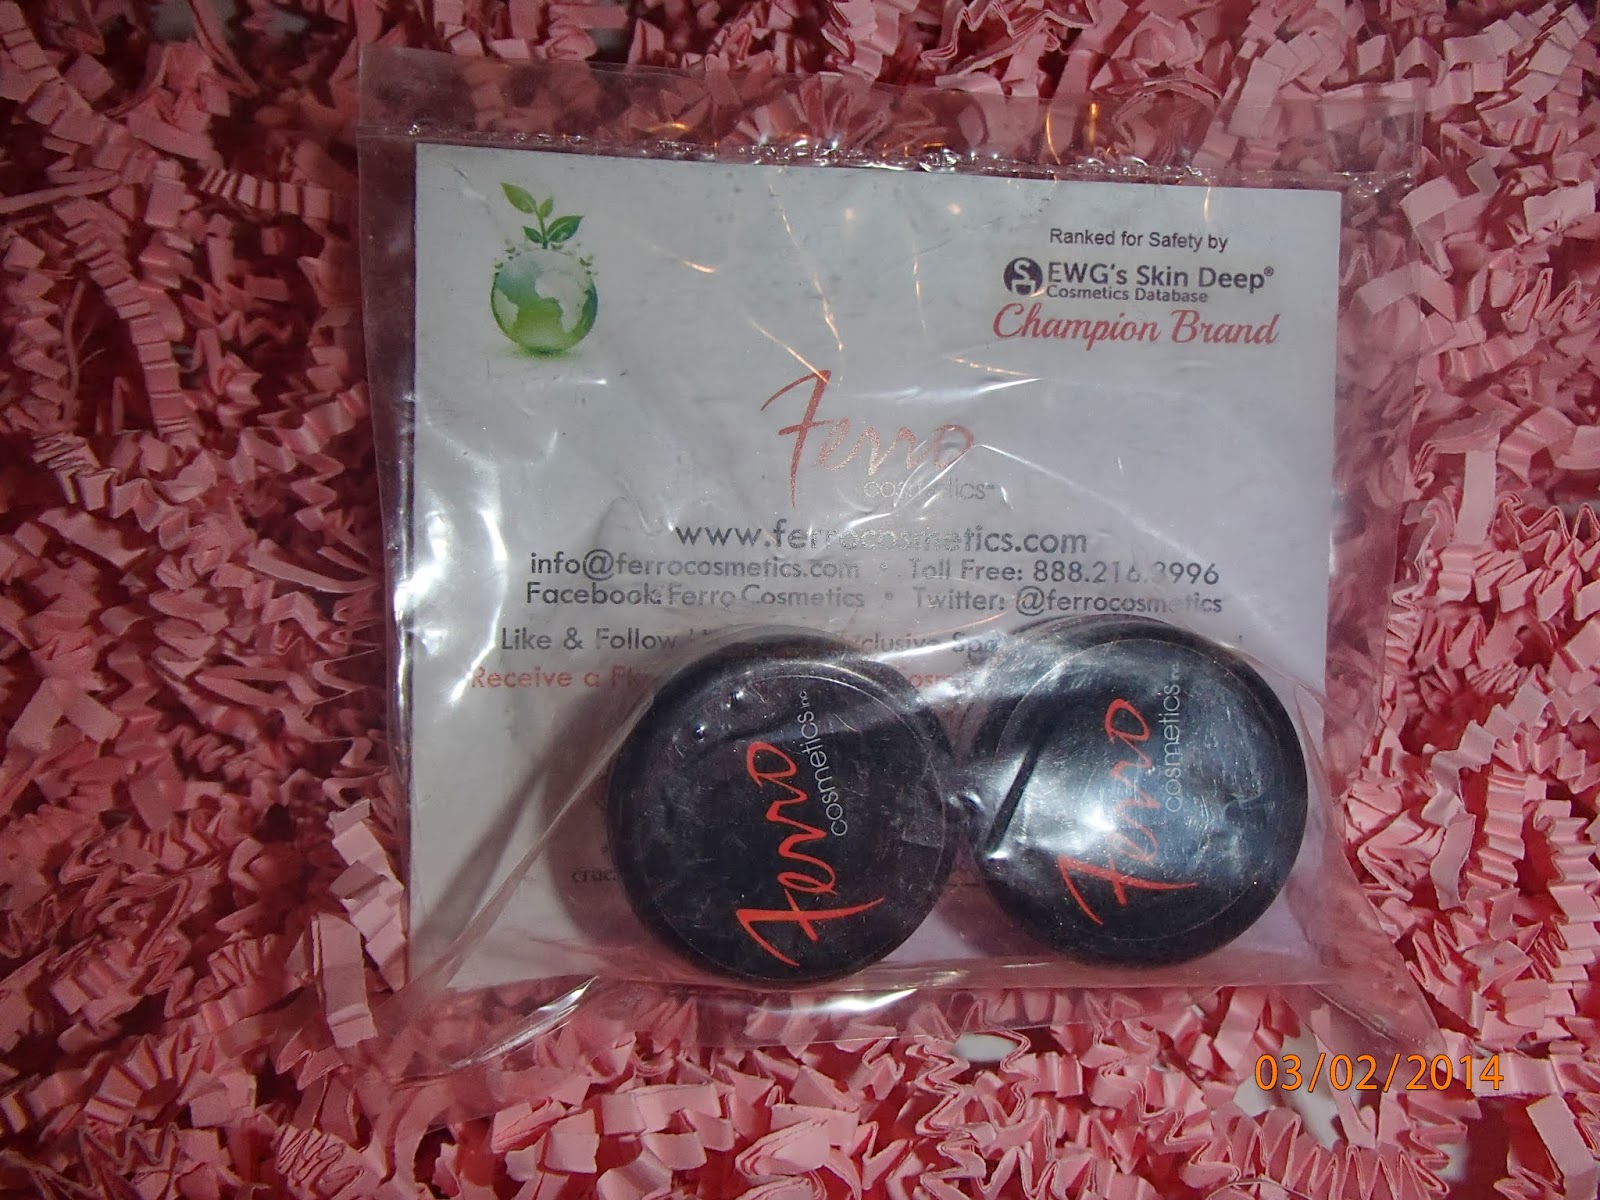 Ranked for Safety by
EWG's Skin Deep®
Cosmetics Database
Champion Brand
Ferro
cosmetics™
www.ferrocosmetics.com
info@ferrocosmetics.com • Toll Free: 888.216.3996
Facebook: Ferro Cosmetics • Twitter: @ferrocosmetics
Like & Follow
Receive a
Ferro
cosmetics inc
Ferro
cosmetics inc
03/02/2014